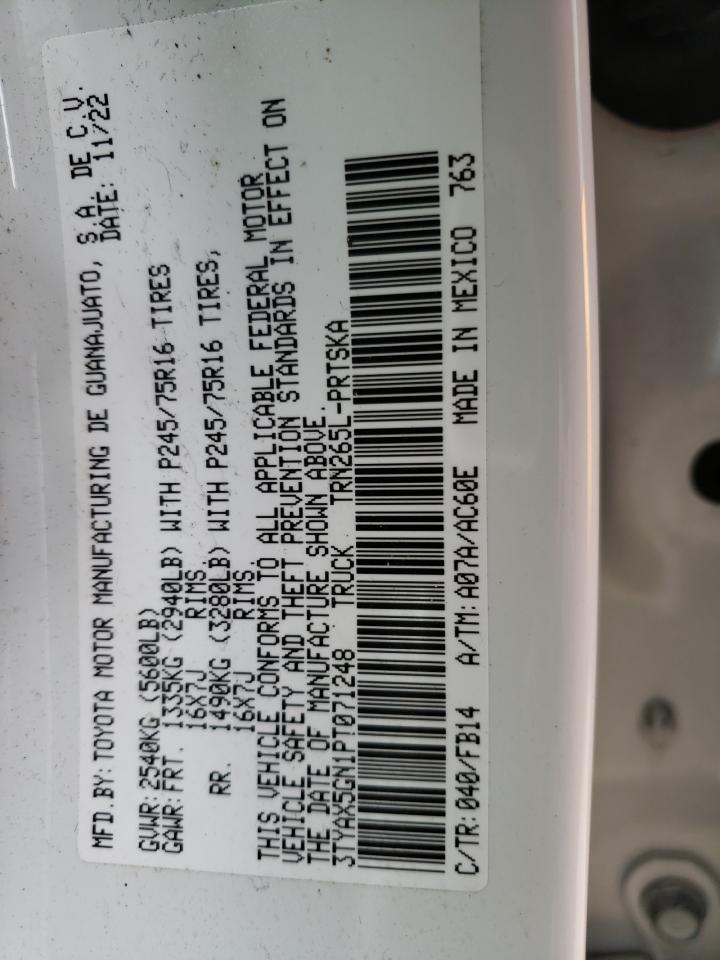 MFD.BY:TOYOTA MOTOR MANUFACTURING DE GUANAJUATO, S.A. DE C.V.
DATE: 11/22
GVWR:2540KG (5600LB)
GAWR:FRT. 1335KG (2940LB) WITH P245/75R16 TIRES
16X7J RIMS,
RR. 1490KG (3280LB) WITH P245/75R16 TIRES,
16X7J RIMS.
THIS VEHICLE CONFORMS TO ALL APPLICABLE FEDERAL MOTOR
VEHICLE SAFETY AND THEFT PREVENTION STANDARDS IN EFFECT ON
THE DATE OF MANUFACTURE SHOWN ABOVE.
3TYAX5GN1PT071248 TRUCK TRN265L-PRTSKA
C/TR:040/FB14 A/TM:A07A/AC60E MADE IN MEXICO 763